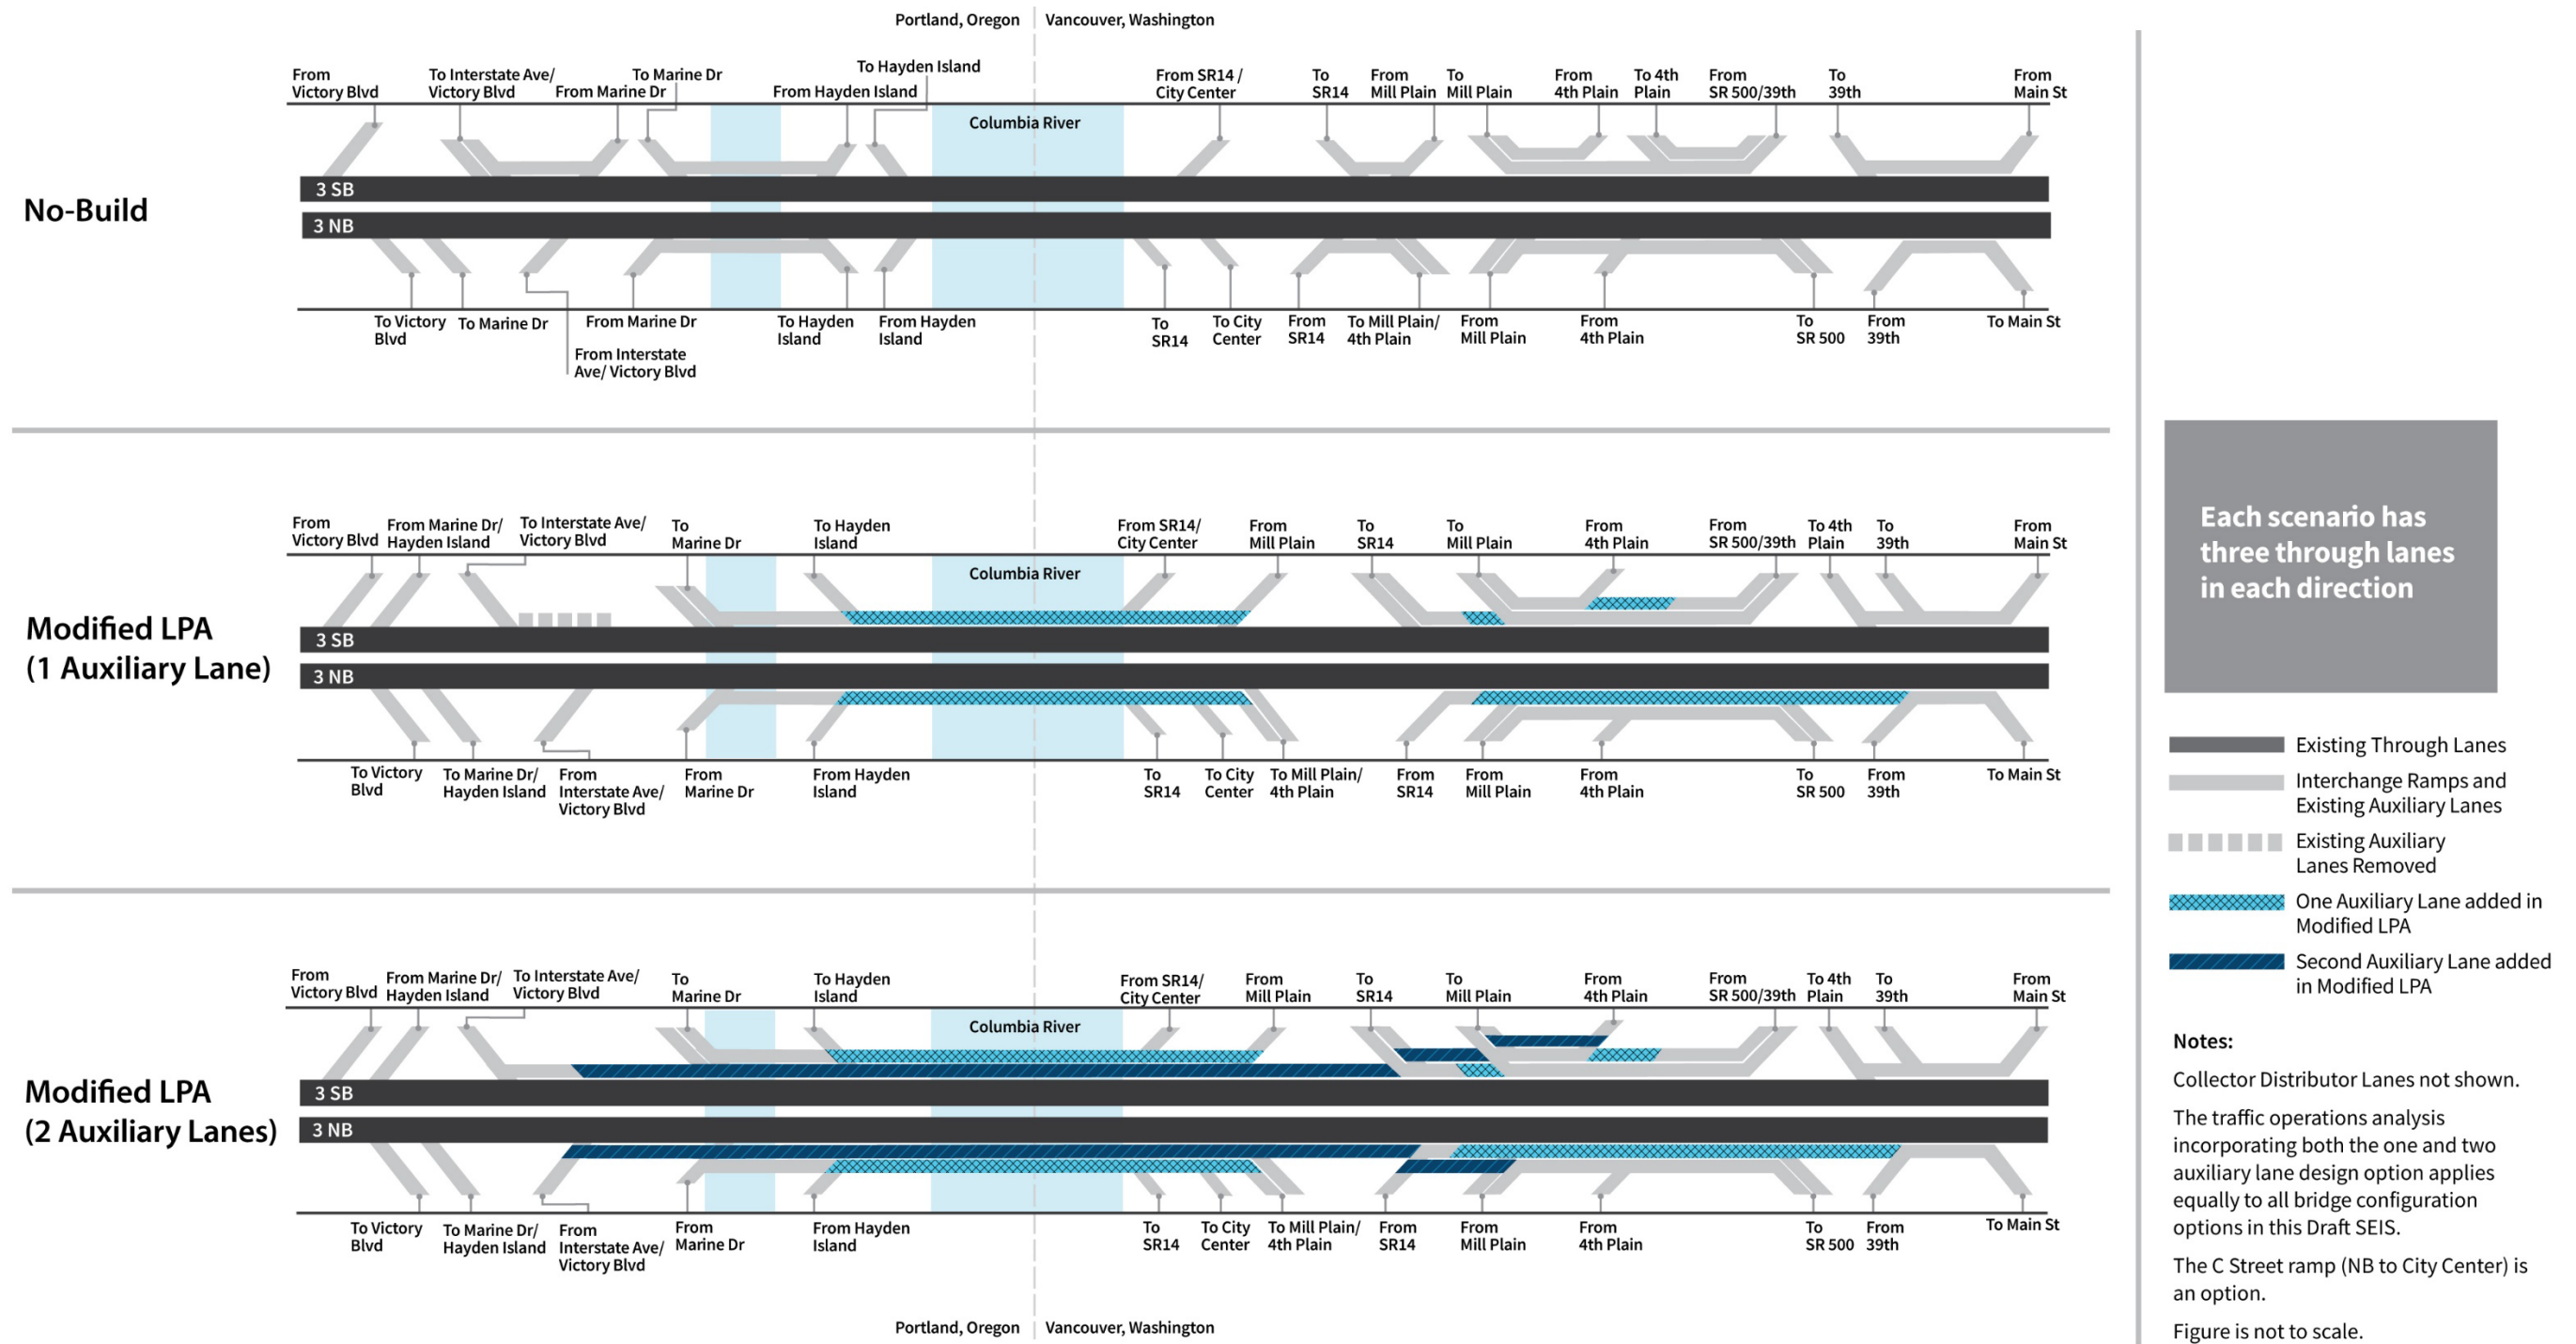 Portland, Oregon
Vancouver, Washington
From
Victory Blvd
To Interstate Ave/
Victory Blvd
From Marine Dr
To Marine Dr
From Hayden Island
To Hayden Island
From SR14 /
City Center
To
SR14
From
Mill Plain
To
Mill Plain
From
4th Plain
To 4th
Plain
From
SR 500/39th
To
39th
From
Main St
Columbia River
No-Build
3 SB
3 NB
To Victory
Blvd
To Marine Dr
From Interstate
Ave/ Victory Blvd
From Marine Dr
To Hayden
Island
From Hayden
Island
To
SR14
To City
Center
From
SR14
To Mill Plain/
4th Plain
From
Mill Plain
From
4th Plain
To
SR 500
From
39th
To Main St
From
Victory Blvd
From Marine Dr/
Hayden Island
To Interstate Ave/
Victory Blvd
To
Marine Dr
To Hayden
Island
From SR14/
City Center
From
Mill Plain
To
SR14
To
Mill Plain
From
4th Plain
From
SR 500/39th
To 4th
Plain
To
39th
From
Main St
Columbia River
Modified LPA
(1 Auxiliary Lane)
3 SB
3 NB
To Victory
Blvd
To Marine Dr/
Hayden Island
From
Interstate Ave/
Victory Blvd
From
Marine Dr
From Hayden
Island
To
SR14
To City
Center
To Mill Plain/
4th Plain
From
SR14
From
Mill Plain
From
4th Plain
To
SR 500
From
39th
To Main St
From
Victory Blvd
From Marine Dr/
Hayden Island
To Interstate Ave/
Victory Blvd
To
Marine Dr
To Hayden
Island
From SR14/
City Center
From
Mill Plain
To
SR14
To
Mill Plain
From
4th Plain
From
SR 500/39th
To 4th
Plain
To
39th
From
Main St
Columbia River
Modified LPA
(2 Auxiliary Lanes)
3 SB
3 NB
To Victory
Blvd
To Marine Dr/
Hayden Island
From
Interstate Ave/
Victory Blvd
From
Marine Dr
From Hayden
Island
To
SR14
To City
Center
To Mill Plain/
4th Plain
From
SR14
From
Mill Plain
From
4th Plain
To
SR 500
From
39th
To Main St
Portland, Oregon
Vancouver, Washington
Each scenario has
three through lanes
in each direction
Existing Through Lanes
Interchange Ramps and
Existing Auxiliary Lanes
Existing Auxiliary
Lanes Removed
One Auxiliary Lane added in
Modified LPA
Second Auxiliary Lane added
in Modified LPA
Notes:
Collector Distributor Lanes not shown.
The traffic operations analysis
incorporating both the one and two
auxiliary lane design option applies
equally to all bridge configuration
options in this Draft SEIS.
The C Street ramp (NB to City Center) is
an option.
Figure is not to scale.